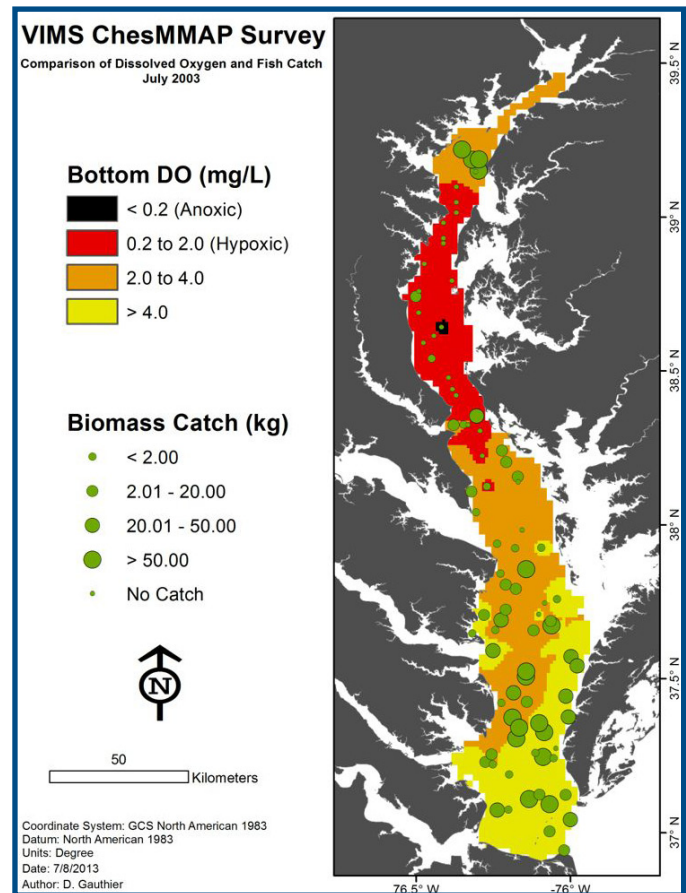 VIMS ChesMMAP Survey
Comparison of Dissolved Oxygen and Fish Catch
July 2003
Bottom DO (mg/L)
< 0.2 (Anoxic)
0.2 to 2.0 (Hypoxic)
2.0 to 4.0
> 4.0
Biomass Catch (kg)
< 2.00
2.01 - 20.00
20.01 - 50.00
> 50.00
No Catch
N
50
Kilometers
Coordinate System: GCS North American 1983
Datum: North American 1983
Units: Degree
Date: 7/8/2013
Author: D. Gauthier
39.5° N
39° N
38.5° N
38° N
37.5° N
37° N
76.5° W
-76° W